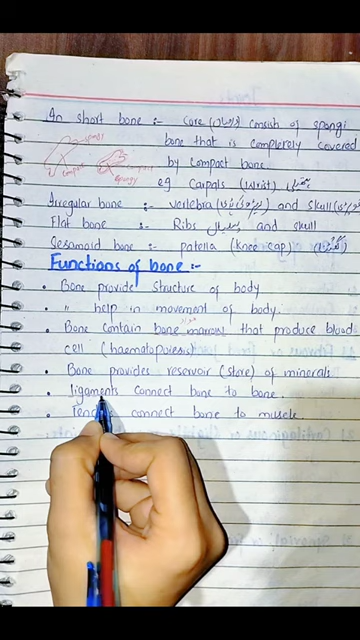 In short bone :- core (درمیان) consist of spongi
bone that is completely covered
by compact bone
eg Carpals (wrist)
Irregular bone :- vertebra and skull
Flat bone :- Ribs and skull
Sesamoid bone :- patella (knee cap)
Functions of bone :-
• Bone provide structure of body
• " help in movement of body.
• Bone contain bone marrow that produce blood
cell (haematopoiesis)
• Bone provides reservoir (store) of minerals
• ligaments connect bone to bone.
• connect bone to muscle